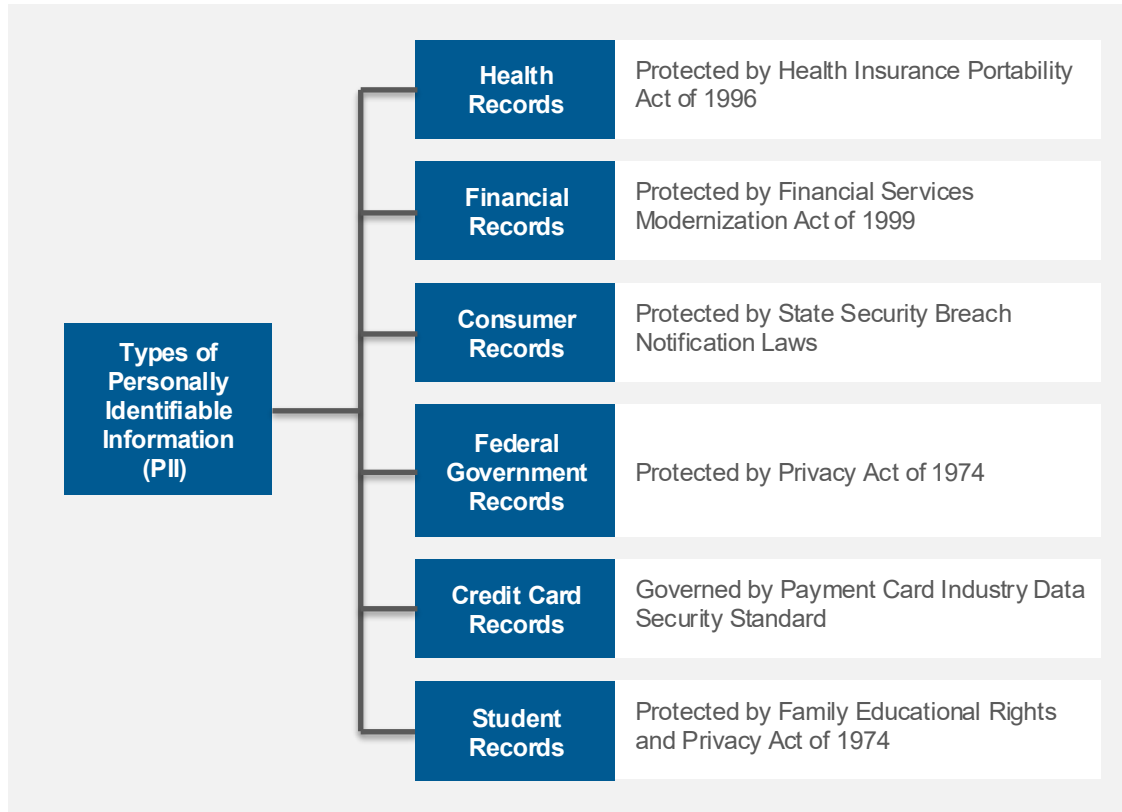 Types of
Personally
Identifiable
Information
(PII)
Health
Records
Protected by Health Insurance Portability
Act of 1996
Financial
Records
Protected by Financial Services
Modernization Act of 1999
Consumer
Records
Protected by State Security Breach
Notification Laws
Federal
Government
Records
Protected by Privacy Act of 1974
Credit Card
Records
Governed by Payment Card Industry Data
Security Standard
Student
Records
Protected by Family Educational Rights
and Privacy Act of 1974